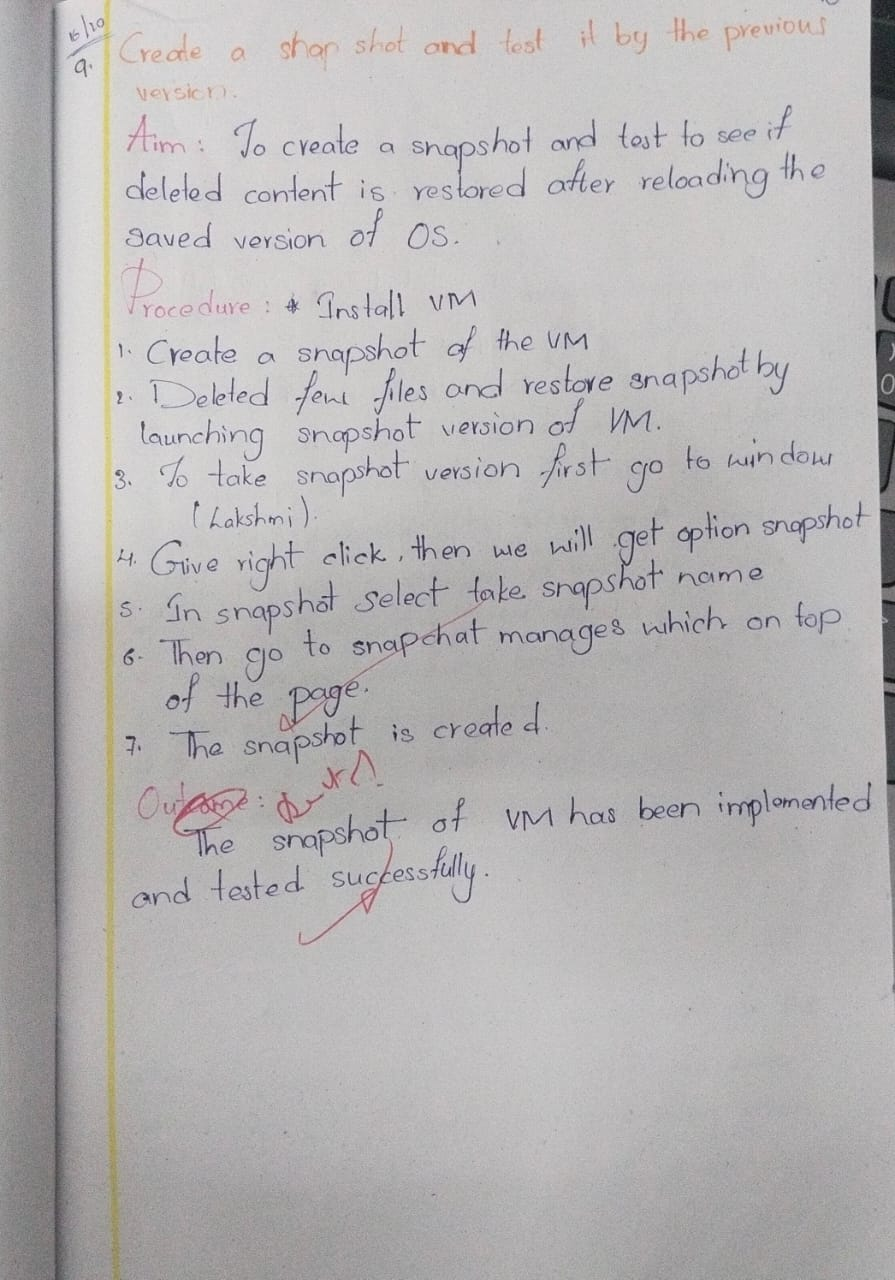 16/10
9. Create a shap shot and test it by the previous
version.
Aim: To create a snapshot and test to see if
deleted content is restored after reloading the
saved version of OS.
Procedure: * Install VM
1. Create a snapshot of the VM
2. Deleted few files and restore snapshot by
launching snapshot version of VM.
3. To take snapshot version first go to window
(Lakshmi).
4. Give right click, then we will get option snapshot
5. In snapshot select take snapshot name
6. Then go to snapchat manages which on top
of the page.
7. The snapshot is created.
Outcome:
The snapshot of VM has been implemented
and tested successfully.